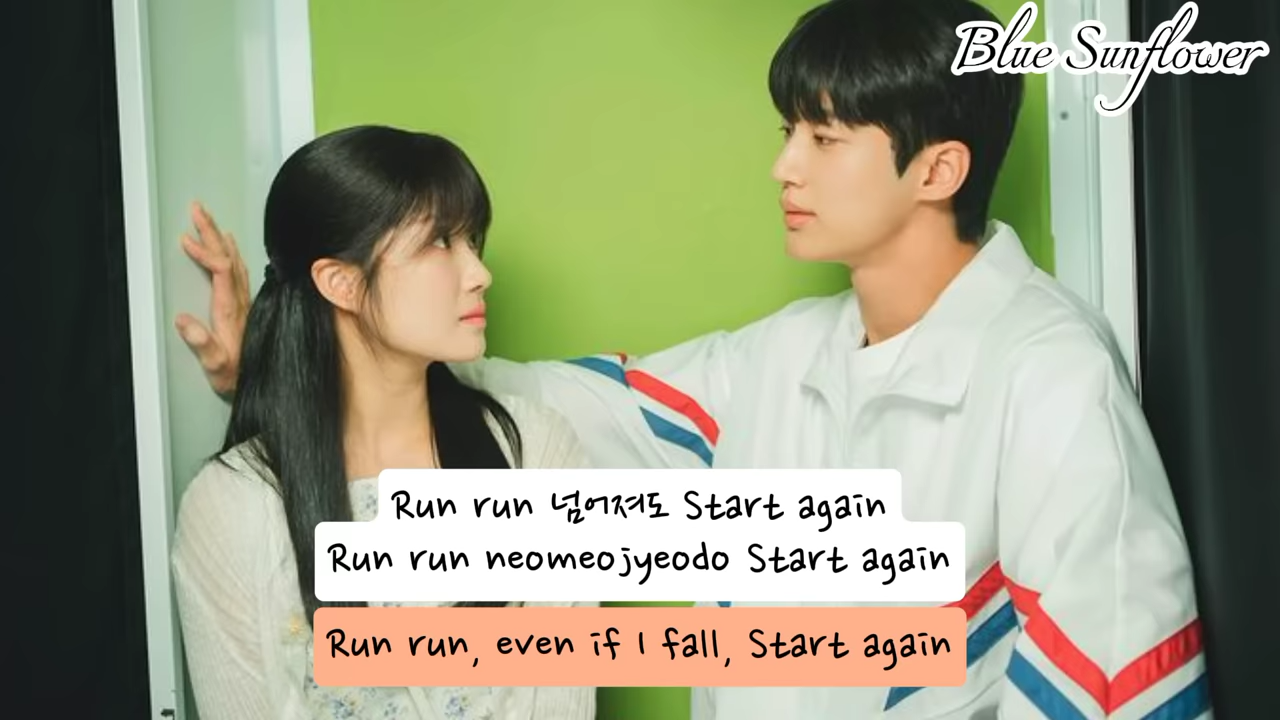 Blue Sunflower
Run run 넘어져도 Start again
Run run neomeojyeodo Start again
Run run, even if I fall, Start again